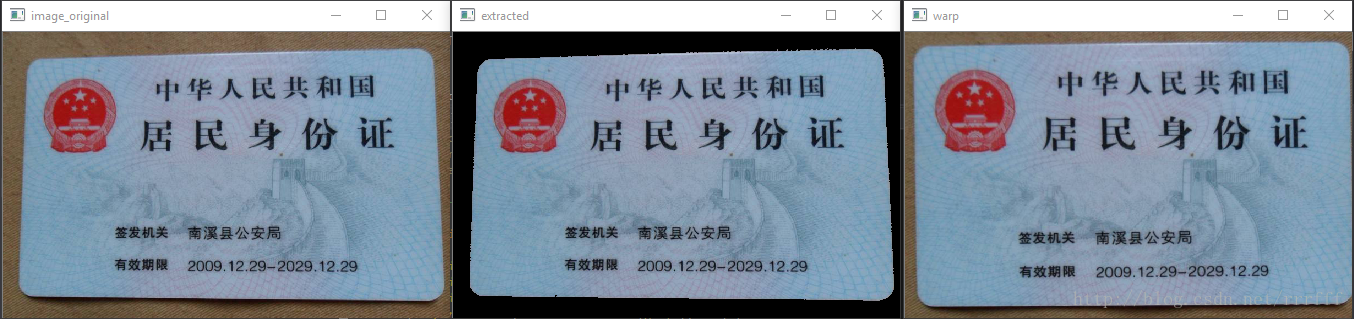 image_original
extracted
warp
中华人民共和国
居民身份证
签发机关 南溪县公安局
有效期限 2009.12.29-2029.12.29
中华人民共和国
居民身份证
签发机关 南溪县公安局
有效期限 2009.12.29-2029.12.29
中华人民共和国
居民身份证
签发机关 南溪县公安局
有效期限 2009.12.29-2029.12.29